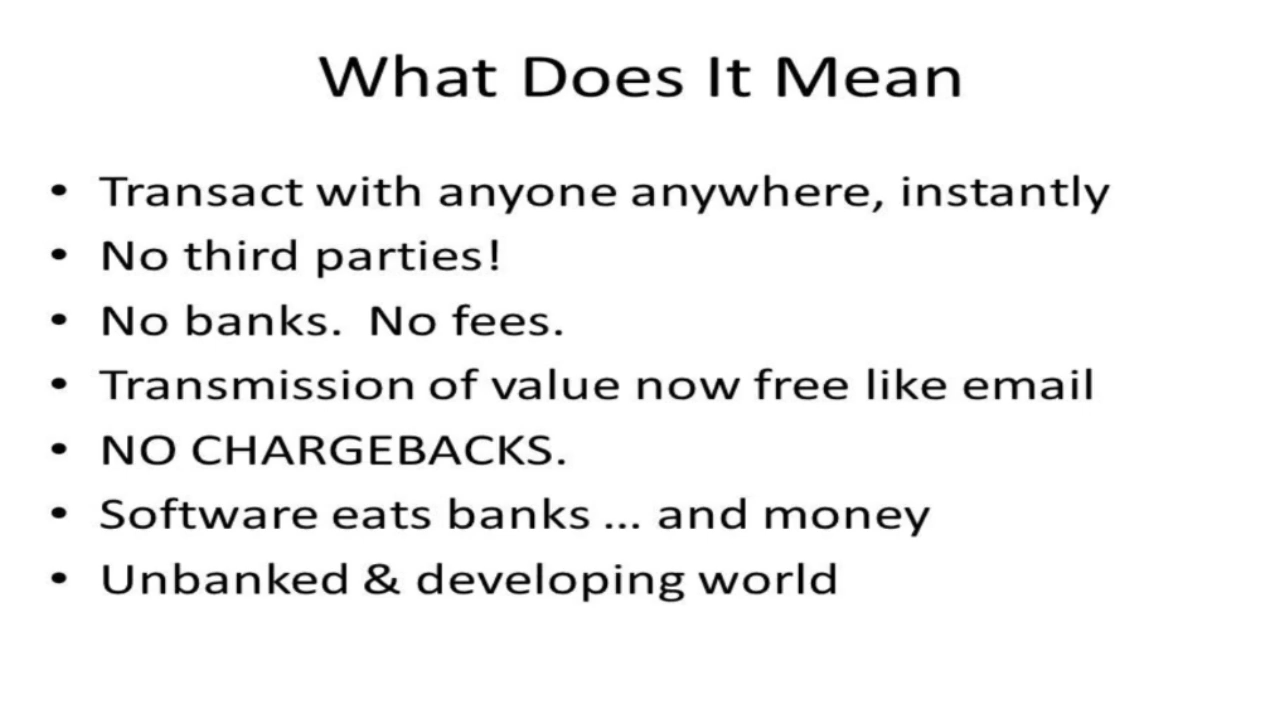 What Does It Mean
• Transact with anyone anywhere, instantly
• No third parties!
• No banks.  No fees.
• Transmission of value now free like email
• NO CHARGEBACKS.
• Software eats banks ... and money
• Unbanked & developing world